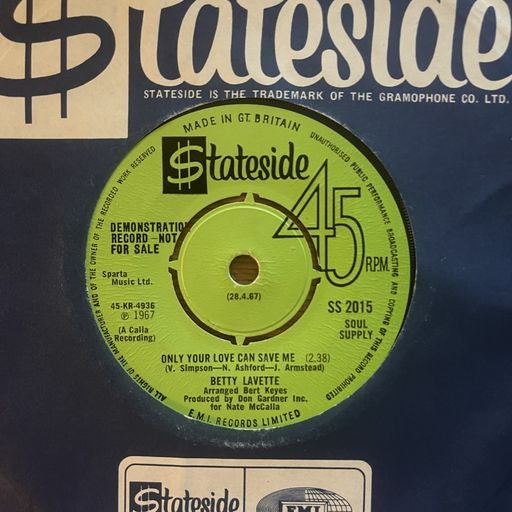 $tateside
STATESIDE IS THE TRADEMARK OF THE GRAMOPHONE CO. LTD.
MADE IN GT. BRITAIN
UNAUTHORISED PUBLIC PERFORMANCE BROADCASTING AND COPYING OF THIS RECORD PROHIBITED
ALL RIGHTS OF THE MANUFACTURER AND OF THE OWNER OF THE RECORDED WORK RESERVED
$tateside
45
R.P.M.
DEMONSTRATION
RECORD—NOT
FOR SALE
Sparta
Music Ltd.
45-KR-4936
℗ 1967
(A Calla
Recording)
(28.4.67)
SS 2015
SOUL
SUPPLY
ONLY YOUR LOVE CAN SAVE ME (2.38)
(V. Simpson—N. Ashford—J. Armstead)
BETTY LAVETTE
Arranged Bert Keyes
Produced by Don Gardner Inc.
for Nate McCalla
E.M.I. RECORDS LIMITED
$tateside
EMI